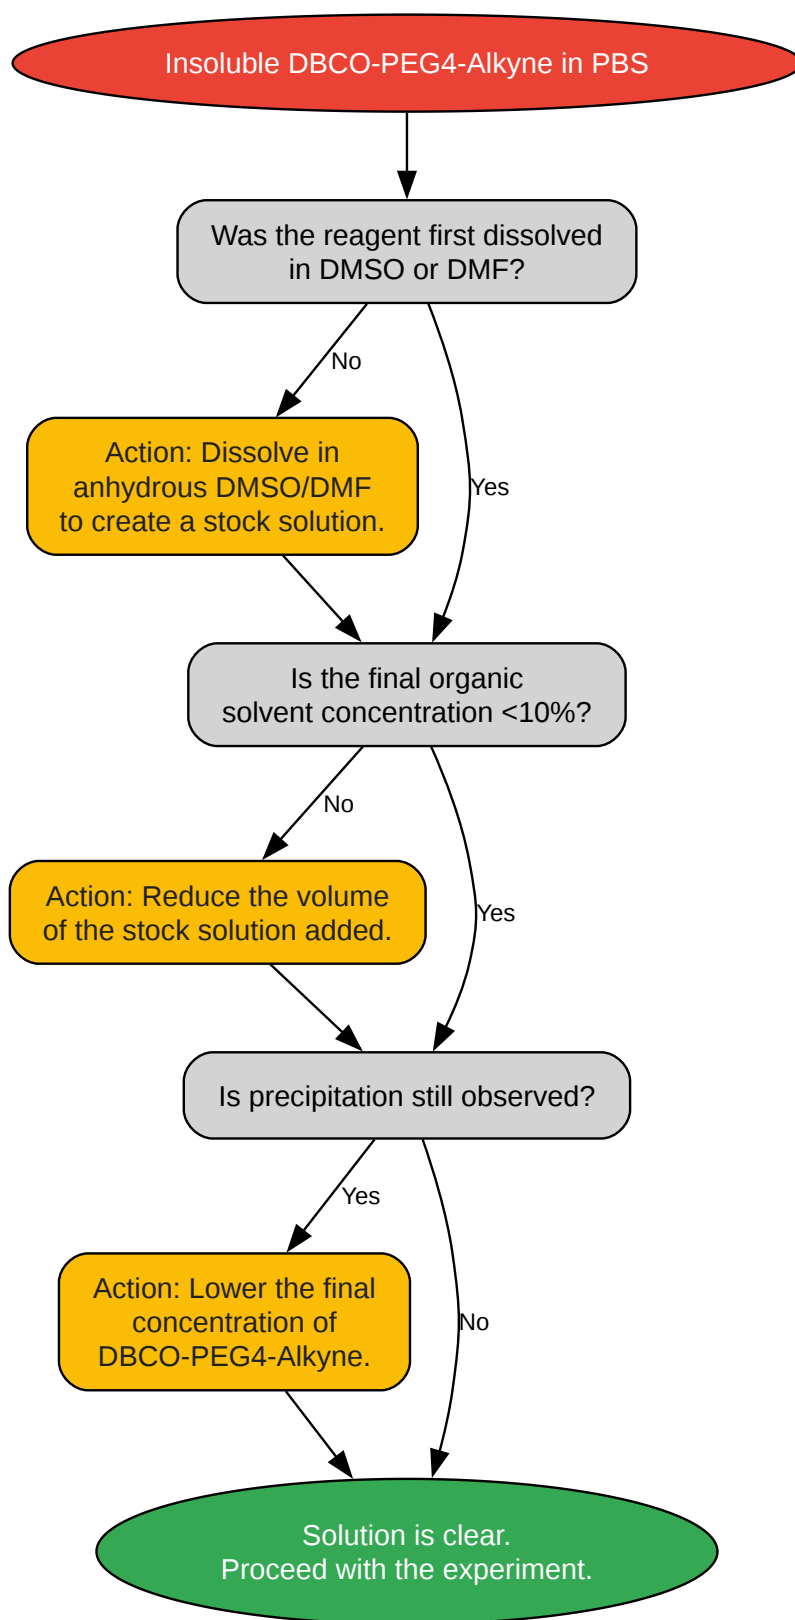 Insoluble DBCO-PEG4-Alkyne in PBS
Was the reagent first dissolved
in DMSO or DMF?
No
Yes
Action: Dissolve in
anhydrous DMSO/DMF
to create a stock solution.
Is the final organic
solvent concentration <10%?
No
Yes
Action: Reduce the volume
of the stock solution added.
Is precipitation still observed?
Yes
No
Action: Lower the final
concentration of
DBCO-PEG4-Alkyne.
Solution is clear.
Proceed with the experiment.